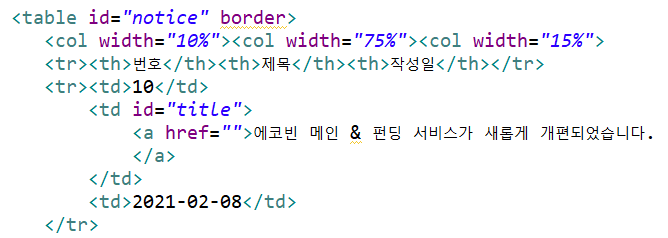 <table id="notice" border>
<col width="10%"><col width="75%"><col width="15%">
<tr><th>번호</th><th>제목</th><th>작성일</th></tr>
<tr><td>10</td>
<td id="title">
<a href="">에코빈 메인 & 펀딩 서비스가 새롭게 개편되었습니다.
</a>
</td>
<td>2021-02-08</td>
</tr>